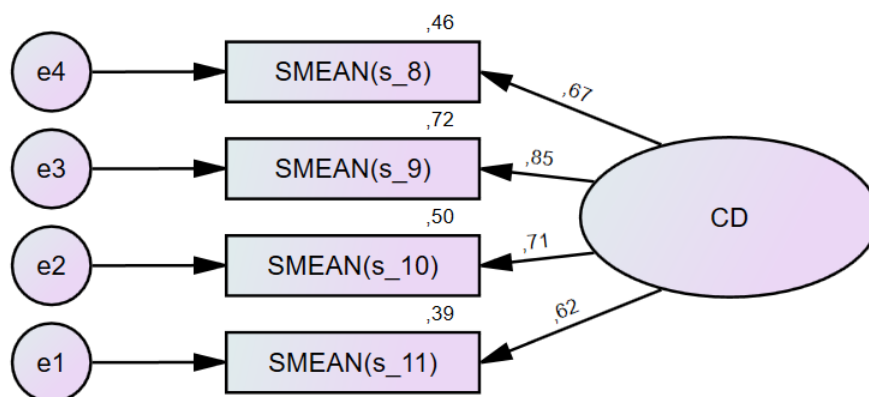 ,46
e4 SMEAN(s_8) ,67
,72
e3 SMEAN(s_9) ,85
CD
,50
e2 SMEAN(s_10) ,71
,39
e1 SMEAN(s_11) ,62